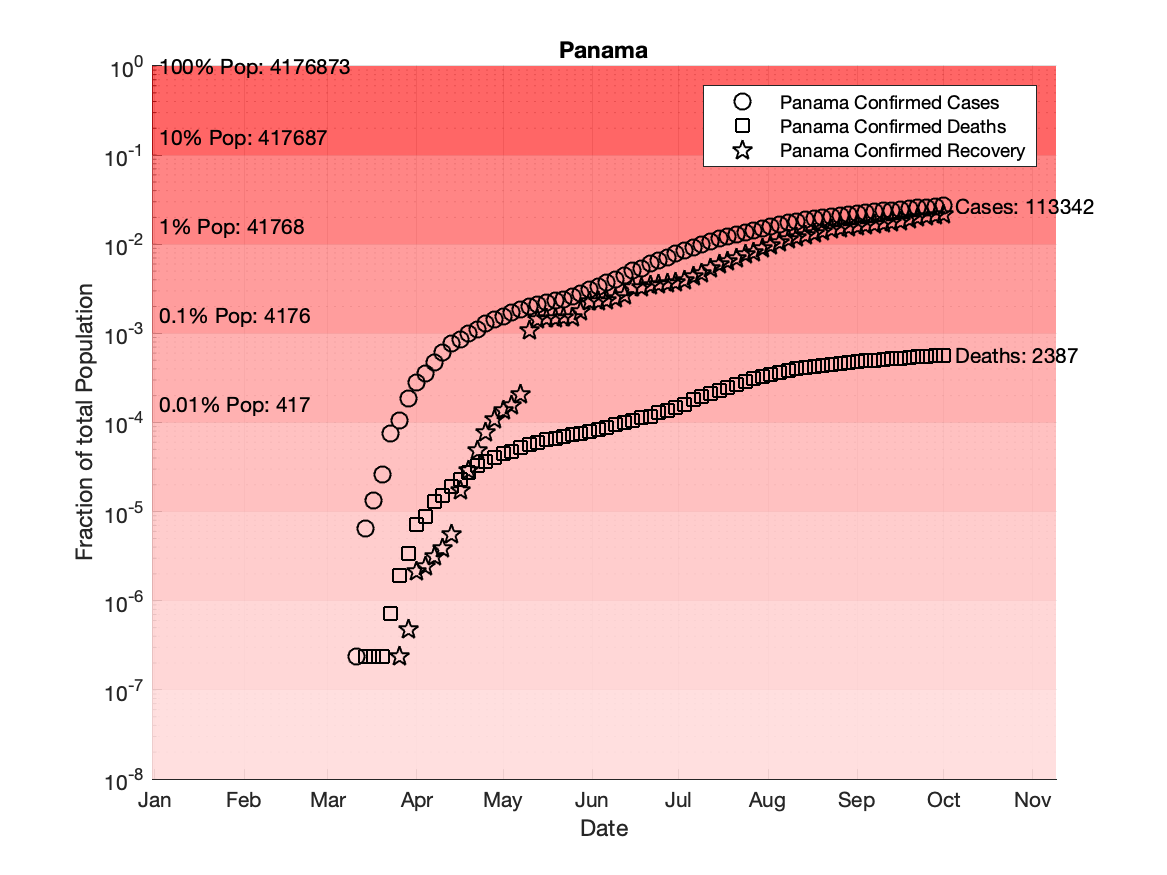 Panama
10^0
10^-1
10^-2
10^-3
10^-4
10^-5
10^-6
10^-7
10^-8
Fraction of total Population
100% Pop: 4176873
10% Pop: 417687
1% Pop: 41768
0.1% Pop: 4176
0.01% Pop: 417
Panama Confirmed Cases
Panama Confirmed Deaths
Panama Confirmed Recovery
Cases: 113342
Deaths: 2387
Jan Feb Mar Apr May Jun Jul Aug Sep Oct Nov
Date